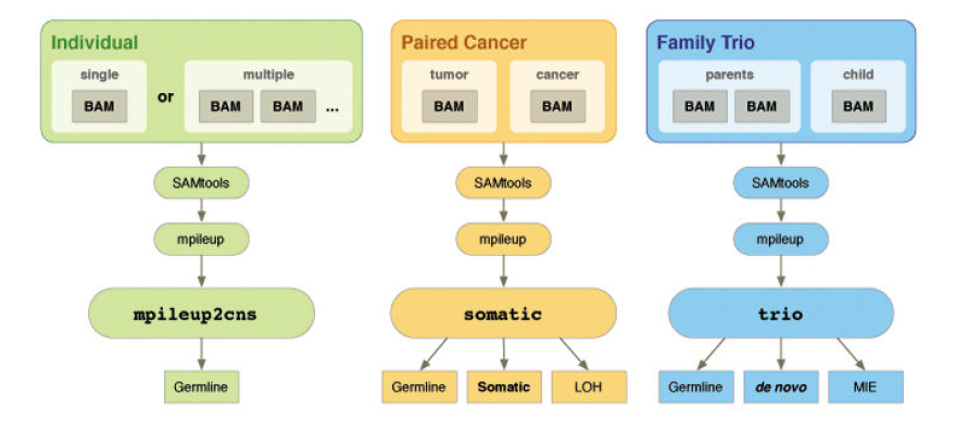 Individual
single
multiple
BAM
or
BAM BAM ...
Paired Cancer
tumor
cancer
BAM
BAM
Family Trio
parents
child
BAM BAM
BAM
SAMtools
mpileup
mpileup2cns
Germline
SAMtools
mpileup
somatic
Germline
Somatic
LOH
SAMtools
mpileup
trio
Germline
de novo
MIE